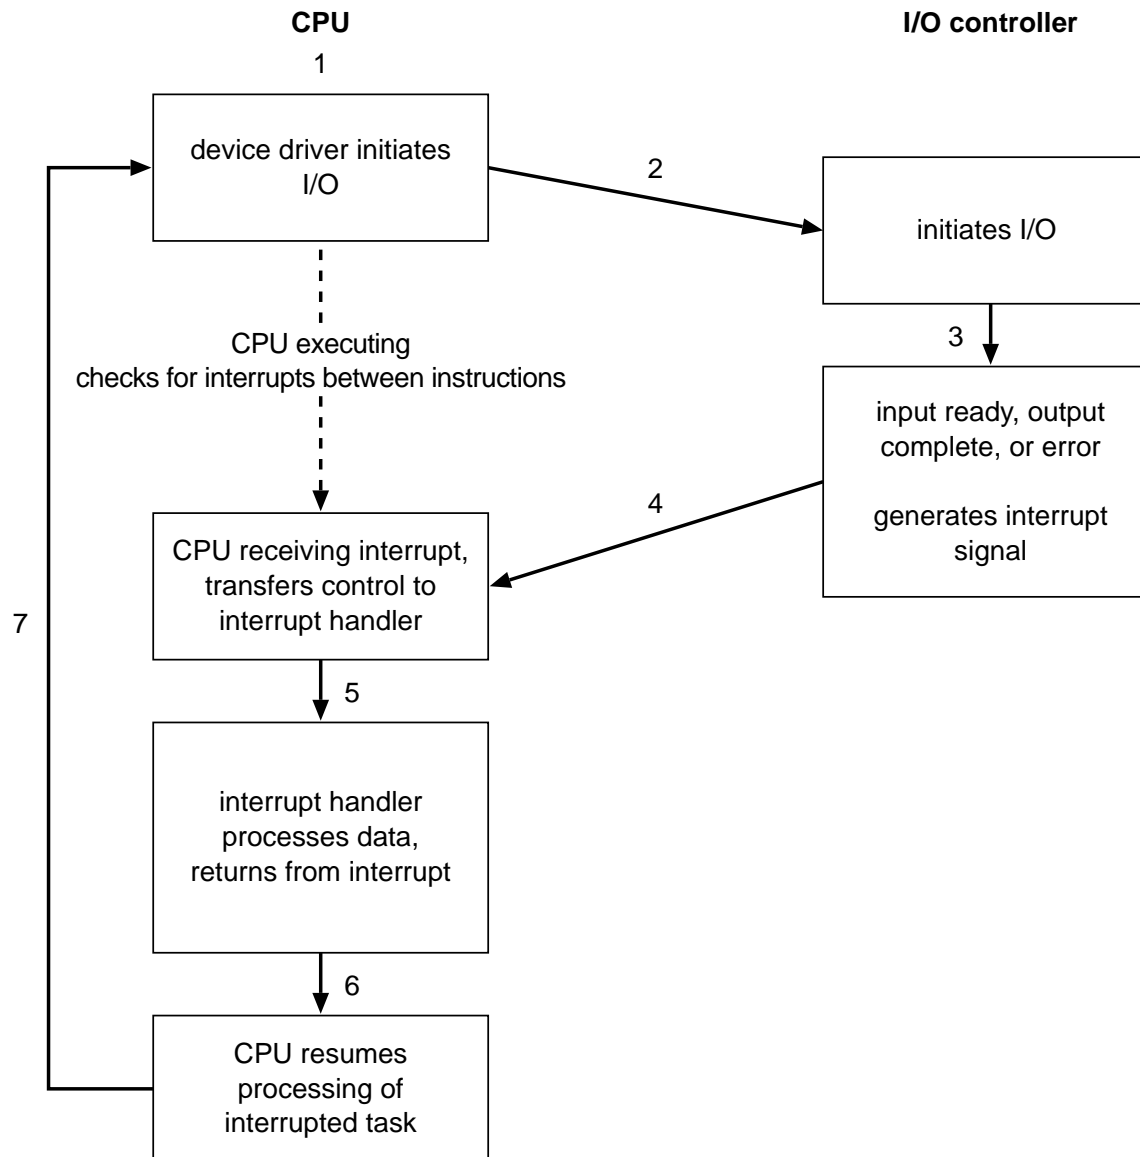 CPU
I/O controller
1
device driver initiates
I/O
2
initiates I/O
CPU executing
checks for interrupts between instructions
3
input ready, output
complete, or error
generates interrupt
signal
4
CPU receiving interrupt,
transfers control to
interrupt handler
7
5
interrupt handler
processes data,
returns from interrupt
6
CPU resumes
processing of
interrupted task